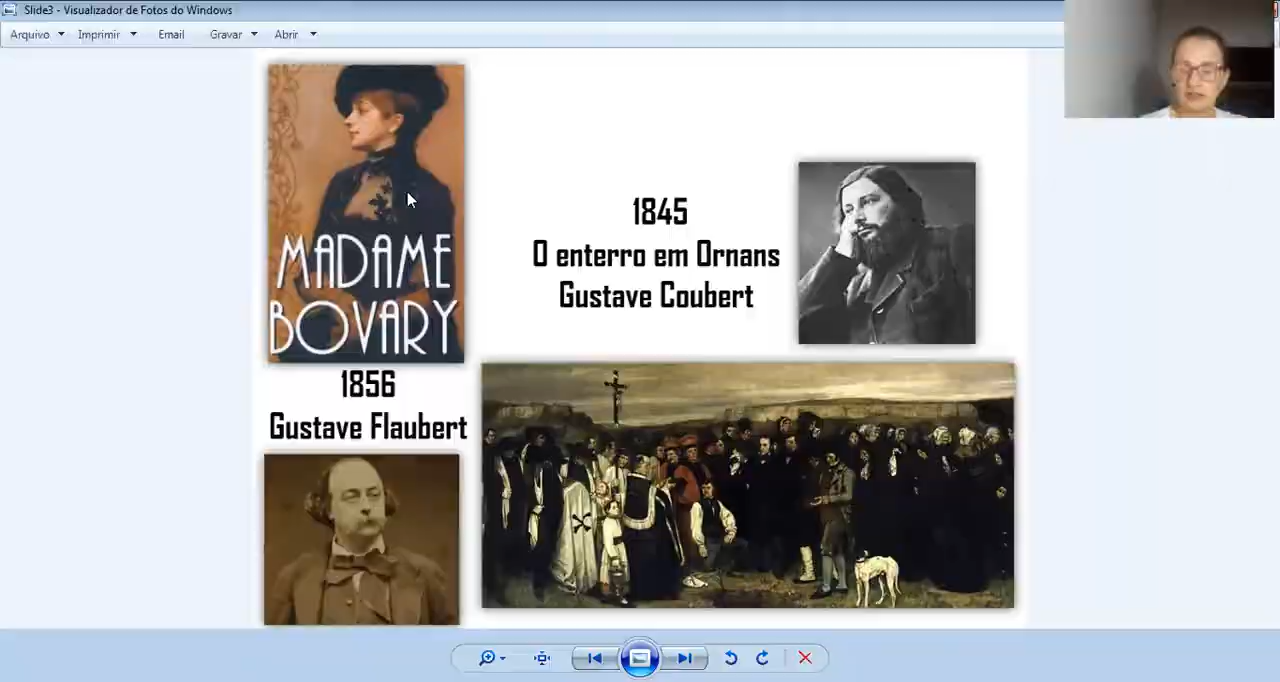 Slide3 - Visualizador de Fotos do Windows
Arquivo Imprimir Email Gravar Abrir
MADAME
BOVARY
1856
Gustave Flaubert
1845
O enterro em Ornans
Gustave Coubert